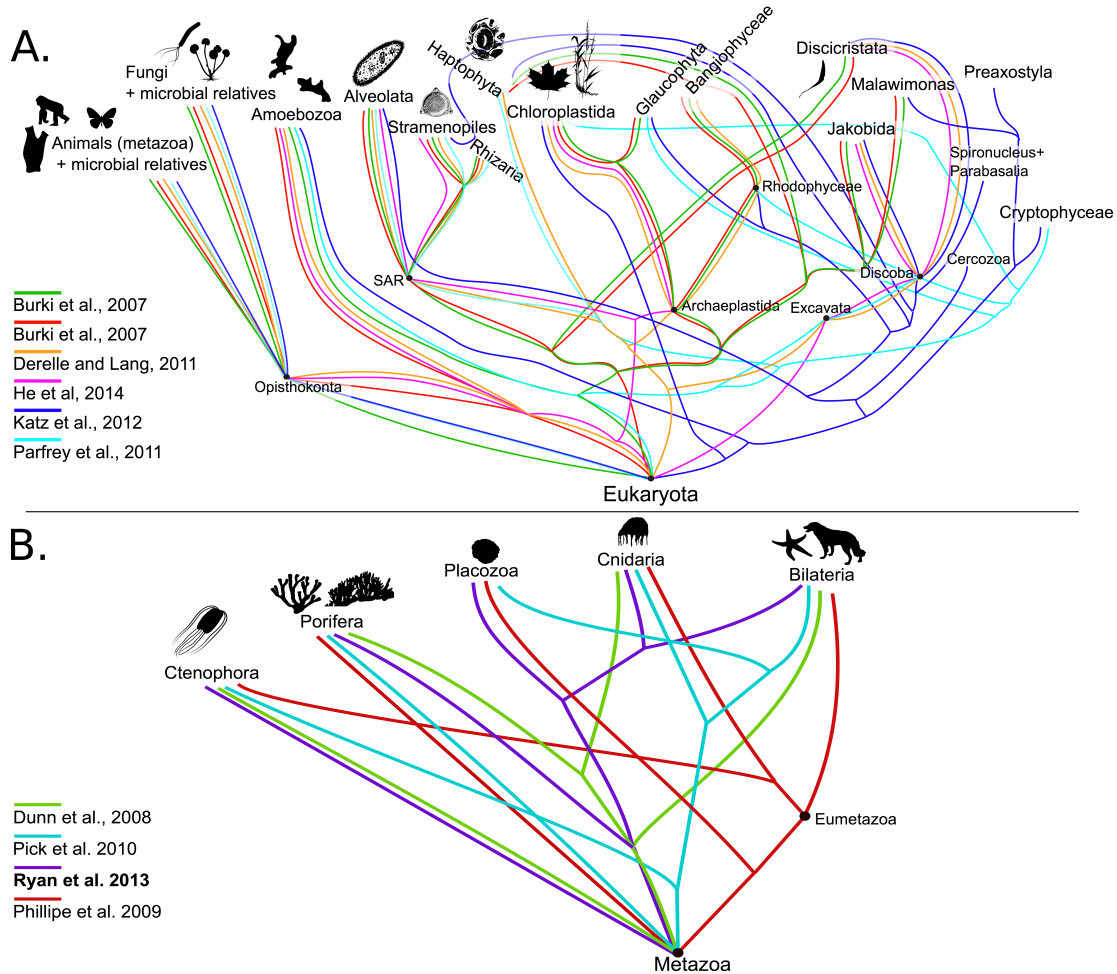 A.
Fungi
+ microbial relatives
Animals (metazoa)
+ microbial relatives
Amoebozoa
Alveolata
Stramenopiles
Rhizaria
Haptophyta
Chloroplastida
Glaucophyta
Bangiophyceae
Discicristata
Malawimonas
Preaxostyla
Jakobida
Spironucleus+
Parabasalia
Rhodophyceae
Cryptophyceae
SAR
Discoba
Cercozoa
Archaeplastida
Excavata
Opisthokonta
Eukaryota
Burki et al., 2007
Burki et al., 2007
Derelle and Lang, 2011
He et al, 2014
Katz et al., 2012
Parfrey et al., 2011
B.
Ctenophora
Porifera
Placozoa
Cnidaria
Bilateria
Eumetazoa
Metazoa
Dunn et al., 2008
Pick et al. 2010
Ryan et al. 2013
Phillipe et al. 2009